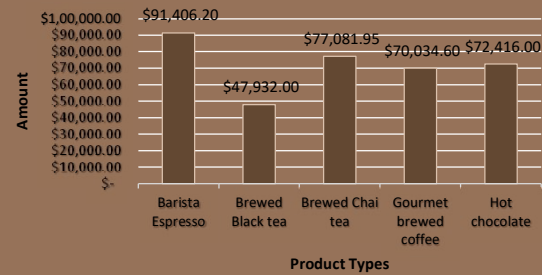 $1,00,000.00
$90,000.00
$80,000.00
$70,000.00
$60,000.00
$50,000.00
$40,000.00
$30,000.00
$20,000.00
$10,000.00
$-
Amount
$91,406.20
$47,932.00
$77,081.95
$70,034.60
$72,416.00
Barista
Espresso
Brewed
Black tea
Brewed Chai
tea
Gourmet
brewed
coffee
Hot
chocolate
Product Types